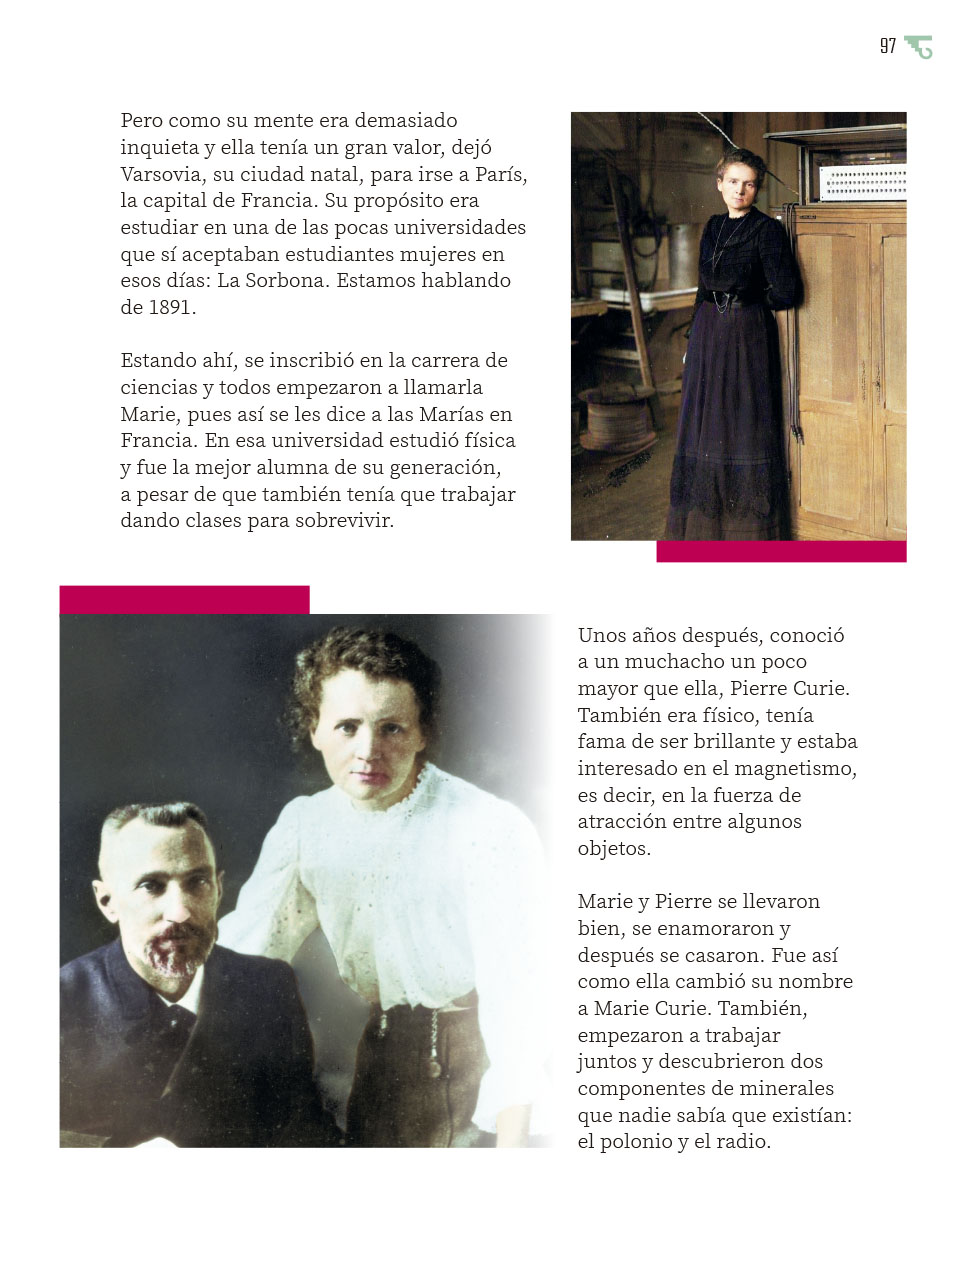 97
Pero como su mente era demasiado
inquieta y ella tenía un gran valor, dejó
Varsovia, su ciudad natal, para irse a París,
la capital de Francia. Su propósito era
estudiar en una de las pocas universidades
que sí aceptaban estudiantes mujeres en
esos días: La Sorbona. Estamos hablando
de 1891.
Estando ahí, se inscribió en la carrera de
ciencias y todos empezaron a llamarla
Marie, pues así se les dice a las Marías en
Francia. En esa universidad estudió física
y fue la mejor alumna de su generación,
a pesar de que también tenía que trabajar
dando clases para sobrevivir.
Unos años después, conoció
a un muchacho un poco
mayor que ella, Pierre Curie.
También era físico, tenía
fama de ser brillante y estaba
interesado en el magnetismo,
es decir, en la fuerza de
atracción entre algunos
objetos.
Marie y Pierre se llevaron
bien, se enamoraron y
después se casaron. Fue así
como ella cambió su nombre
a Marie Curie. También,
empezaron a trabajar
juntos y descubrieron dos
componentes de minerales
que nadie sabía que existían:
el polonio y el radio.